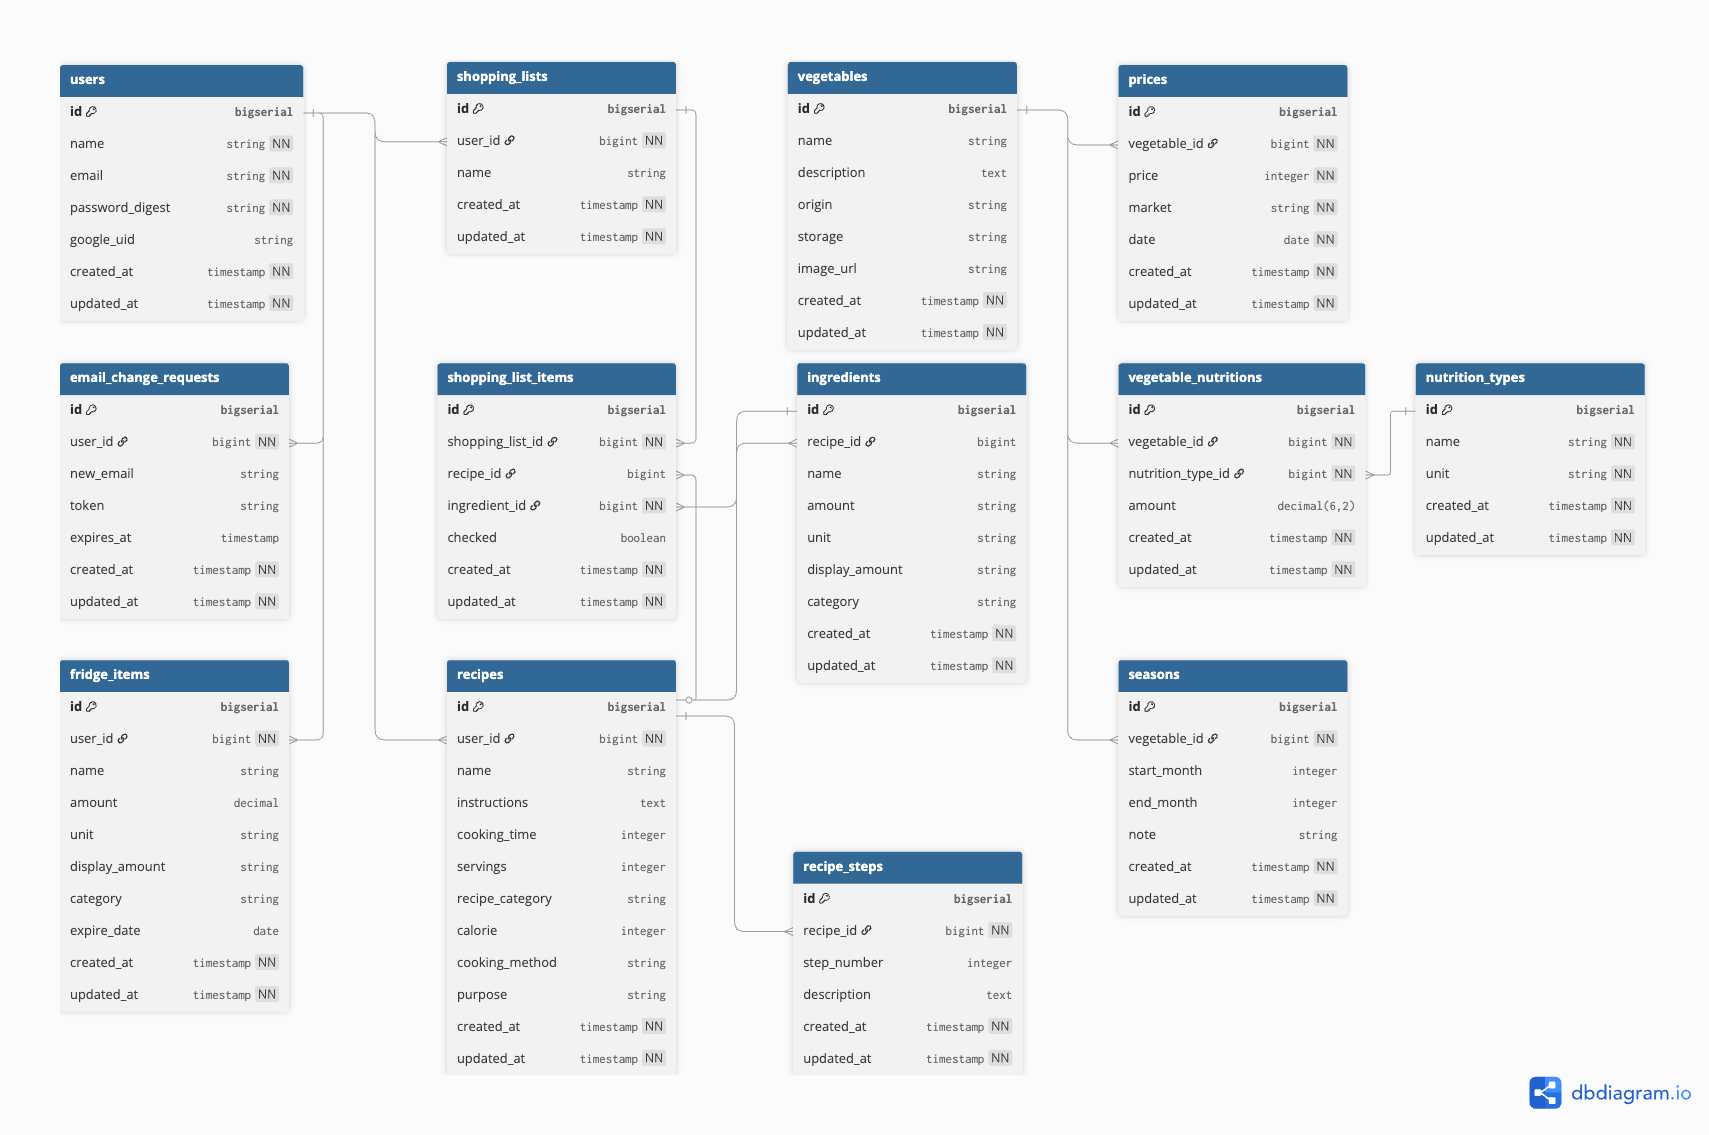 users
id bigserial
name string NN
email string NN
password_digest string NN
google_uid string
created_at timestamp NN
updated_at timestamp NN
shopping_lists
id bigserial
user_id bigint NN
name string
created_at timestamp NN
updated_at timestamp NN
vegetables
id bigserial
name string
description text
origin string
storage string
image_url string
created_at timestamp NN
updated_at timestamp NN
prices
id bigserial
vegetable_id bigint NN
price integer NN
market string NN
date date NN
created_at timestamp NN
updated_at timestamp NN
email_change_requests
id bigserial
user_id bigint NN
new_email string
token string
expires_at timestamp
created_at timestamp NN
updated_at timestamp NN
shopping_list_items
id bigserial
shopping_list_id bigint NN
recipe_id bigint
ingredient_id bigint NN
checked boolean
created_at timestamp NN
updated_at timestamp NN
ingredients
id bigserial
recipe_id bigint
name string
amount string
unit string
display_amount string
category string
created_at timestamp NN
updated_at timestamp NN
vegetable_nutritions
id bigserial
vegetable_id bigint NN
nutrition_type_id bigint NN
amount decimal(6,2)
created_at timestamp NN
updated_at timestamp NN
nutrition_types
id bigserial
name string NN
unit string NN
created_at timestamp NN
updated_at timestamp NN
fridge_items
id bigserial
user_id bigint NN
name string
amount decimal
unit string
display_amount string
category string
expire_date date
created_at timestamp NN
updated_at timestamp NN
recipes
id bigserial
user_id bigint NN
name string
instructions text
cooking_time integer
servings integer
recipe_category string
calorie integer
cooking_method string
purpose string
created_at timestamp NN
updated_at timestamp NN
recipe_steps
id bigserial
recipe_id bigint NN
step_number integer
description text
created_at timestamp NN
updated_at timestamp NN
seasons
id bigserial
vegetable_id bigint NN
start_month integer
end_month integer
note string
created_at timestamp NN
updated_at timestamp NN
dbdiagram.io